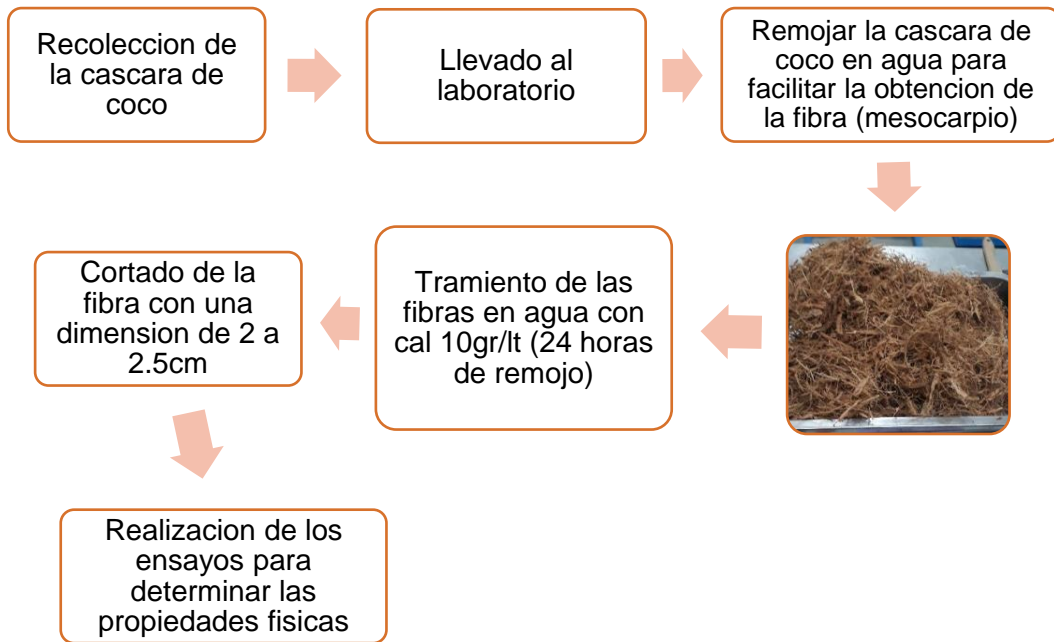 Recoleccion de
la cascara de
coco
Llevado al
laboratorio
Remojar la cascara de
coco en agua para
facilitar la obtencion de
la fibra (mesocarpio)
Tramiento de las
fibras en agua con
cal 10gr/lt (24 horas
de remojo)
Cortado de la
fibra con una
dimension de 2 a
2.5cm
Realizacion de los
ensayos para
determinar las
propiedades fisicas